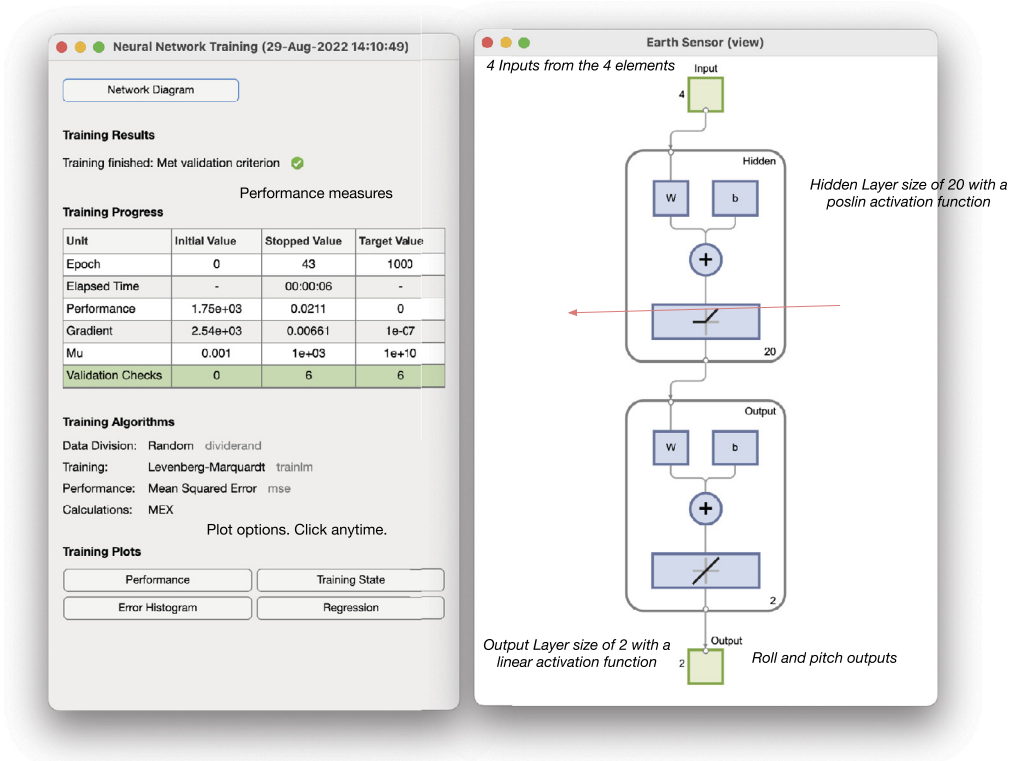 Neural Network Training (29-Aug-2022 14:10:49)
Network Diagram
Training Results
Training finished: Met validation criterion
Performance measures
Training Progress
Unit Initial Value Stopped Value Target Value
Epoch 0 43 1000
Elapsed Time - 00:00:06 -
Performance 1.75e+03 0.0211 0
Gradient 2.54e+03 0.00661 1e-07
Mu 0.001 1e+03 1e+10
Validation Checks 0 6 6
Training Algorithms
Data Division: Random dividerand
Training: Levenberg-Marquardt trainlm
Performance: Mean Squared Error mse
Calculations: MEX
Plot options. Click anytime.
Training Plots
Performance Training State
Error Histogram Regression
Earth Sensor (view)
4 Inputs from the 4 elements
Input
4
Hidden
W b
+
20
Hidden Layer size of 20 with a
poslin activation function
Output
W b
+
2
Output Layer size of 2 with a
linear activation function
Output
2
Roll and pitch outputs